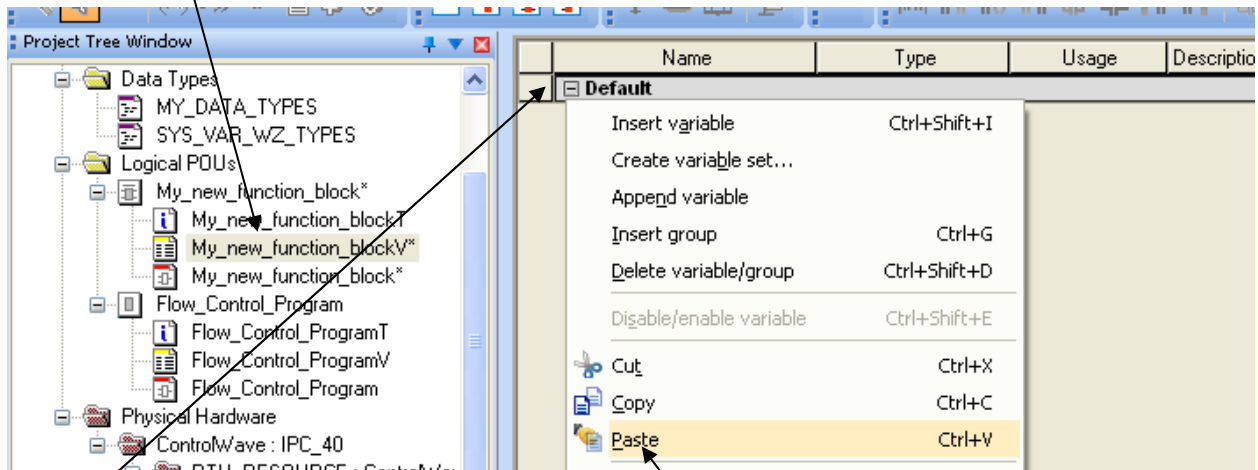 Project Tree Window
Name Type Usage Descriptio
Data Types
MY_DATA_TYPES
SYS_VAR_WZ_TYPES
Logical POUs
My_new_function_block*
My_new_function_blockT
My_new_function_blockV*
My_new_function_block*
Flow_Control_Program
Flow_Control_ProgramT
Flow_Control_ProgramV
Flow_Control_Program
Physical Hardware
ControlWave : IPC_40
Default
Insert variable Ctrl+Shift+I
Create variable set...
Append variable
Insert group Ctrl+G
Delete variable/group Ctrl+Shift+D
Disable/enable variable Ctrl+Shift+E
Cut Ctrl+X
Copy Ctrl+C
Paste Ctrl+V